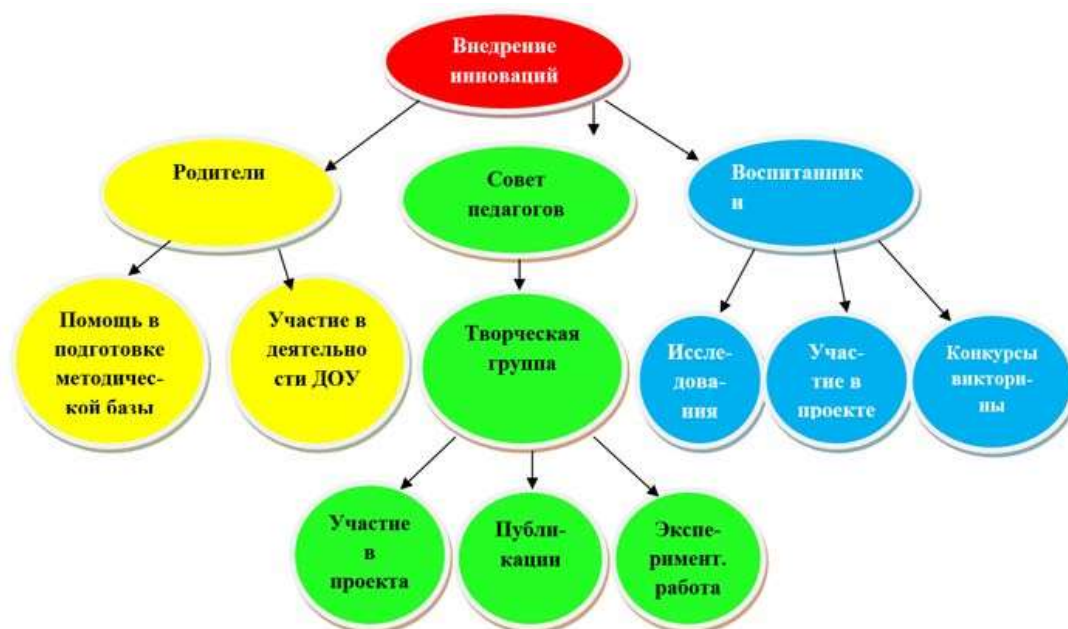 Внедрение
инноваций
Родители
Совет
педагогов
Воспитанник
и
Помощь в
подготовке
методичес-
кой базы
Участие в
деятельно
сти ДОУ
Творческая
группа
Иссле-
дова-
ния
Учас-
тие в
проекте
Конкурсы
виктори-
ны
Участие
в
проекта
Публи-
кации
Экспе-
римент.
работа